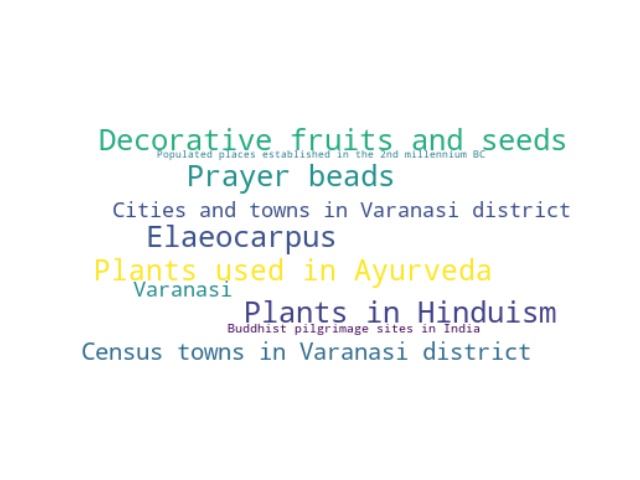 Decorative fruits and seeds
Populated places established in the 2nd millennium BC
Prayer beads
Cities and towns in Varanasi district
Elaeocarpus
Plants used in Ayurveda
Varanasi
Plants in Hinduism
Buddhist pilgrimage sites in India
Census towns in Varanasi district